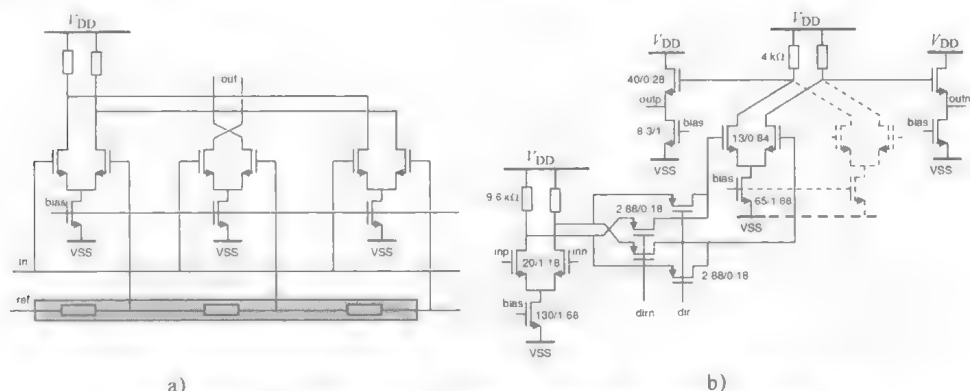 VDD
out
bias
VSS
VSS
VSS
in
ref
a)
VDD
4 kΩ
VDD
VDD
40/0 28
outp
outn
8 3/1
bias
bias
13/0 84
VSS
VSS
bias
65/1 88
VSS
VDD
9 6 kΩ
2 88/0 18
inp
20/1 18
inn
2 88/0 18
bias
130/1 68
dirn
dir
VSS
b)